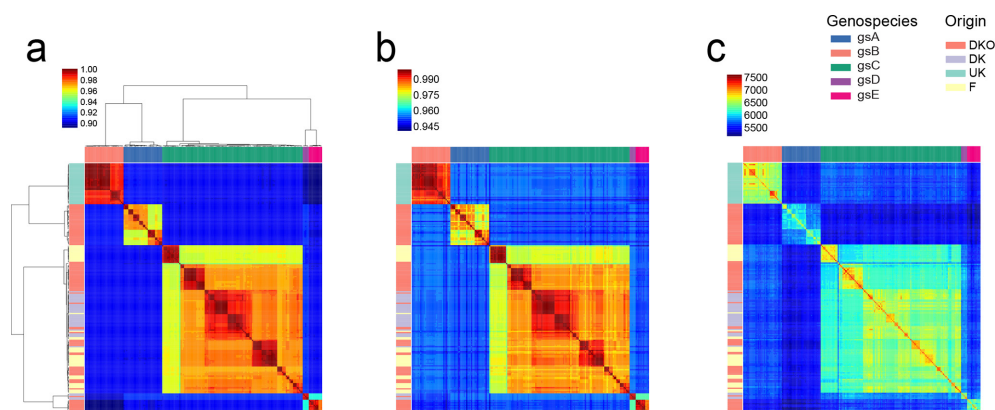 a
1.00
0.98
0.96
0.94
0.92
0.90
b
0.990
0.975
0.960
0.945
c
7500
7000
6500
6000
5500
Genospecies
gsA
gsB
gsC
gsD
gsE
Origin
DKO
DK
UK
F